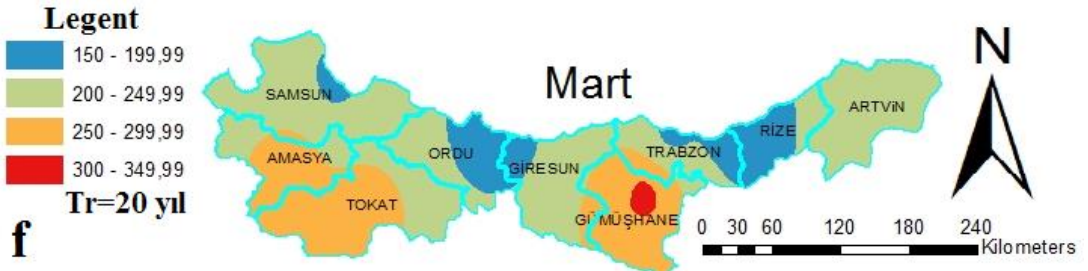 Legent
150 - 199,99
200 - 249,99
250 - 299,99
300 - 349,99
Tr=20 yıl
f
Mart
N
SAMSUN
AMASYA
TOKAT
ORDU
GİRESUN
GÜMÜŞHANE
TRABZON
RİZE
ARTVİN
0 30 60 120 180 240
Kilometers